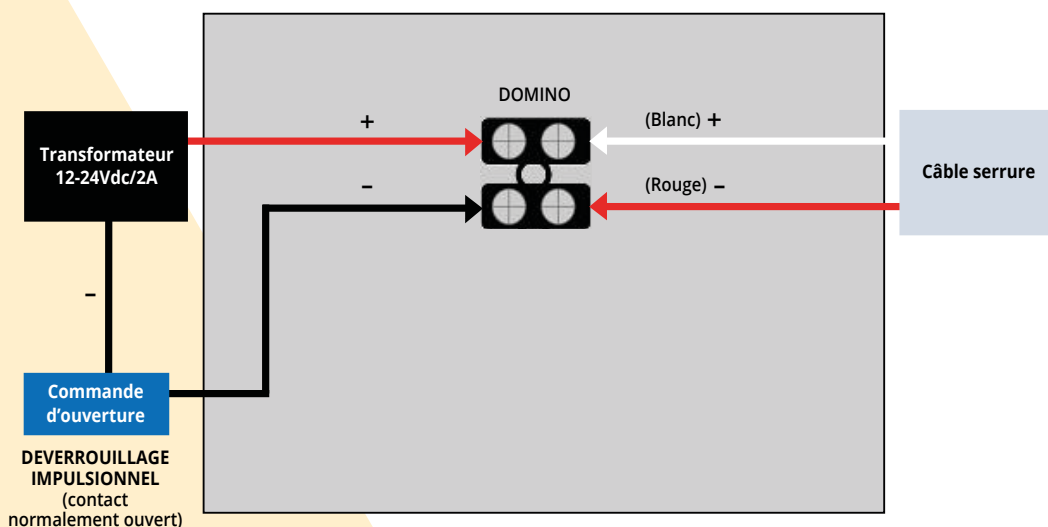 DOMINO
+
(Blanc) +
Transformateur
12-24Vdc/2A
Câble serrure
–
(Rouge) –
–
Commande
d'ouverture
DEVERROUILLAGE
IMPULSIONNEL
(contact
normalement ouvert)